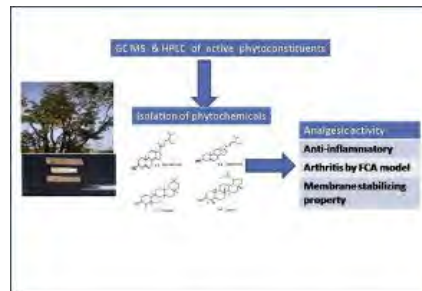 GC MS & HPLC of active phytoconstituents
Isolation of phytochemicals
Analgesic activity
Anti-inflammatory
Arthritis by FCA model
Membrane stabilizing
property